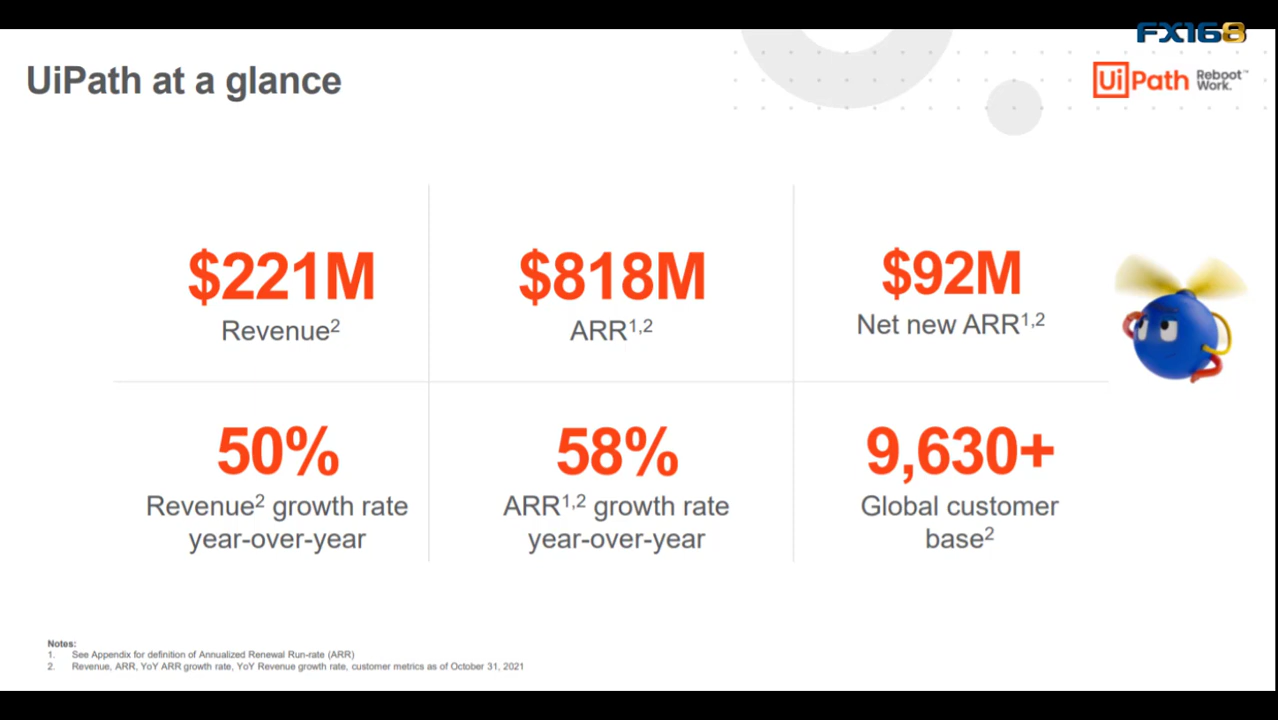 FX168
UiPath at a glance
UiPath Reboot™
Work.
$221M
Revenue²
$818M
ARR¹,²
$92M
Net new ARR¹,²
50%
Revenue² growth rate
year-over-year
58%
ARR¹,² growth rate
year-over-year
9,630+
Global customer
base²
Notes:
1. See Appendix for definition of Annualized Renewal Run-rate (ARR)
2. Revenue, ARR, YoY ARR growth rate, YoY Revenue growth rate, customer metrics as of October 31, 2021